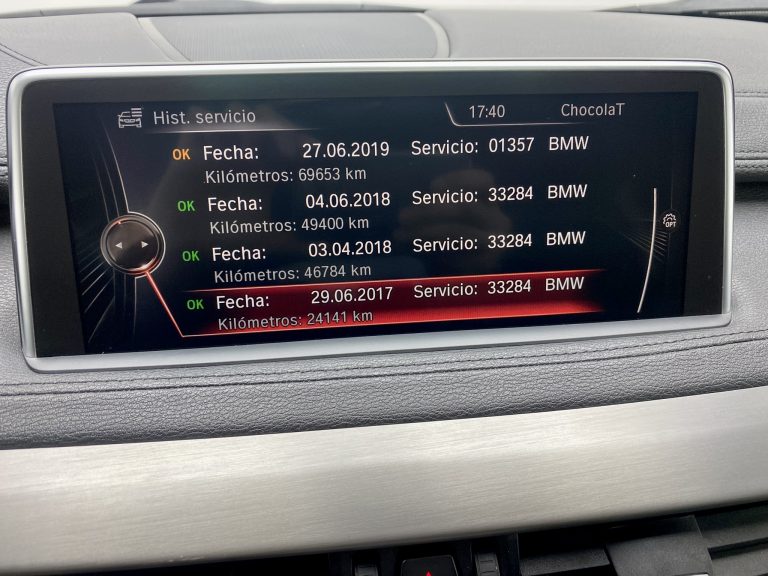 Hist. servicio 17:40 ChocolaT
OK Fecha: 27.06.2019 Servicio: 01357 BMW
Kilómetros: 69653 km
OK Fecha: 04.06.2018 Servicio: 33284 BMW
Kilómetros: 49400 km
OK Fecha: 03.04.2018 Servicio: 33284 BMW
Kilómetros: 46784 km
OPT
OK Fecha: 29.06.2017 Servicio: 33284 BMW
Kilómetros: 24141 km